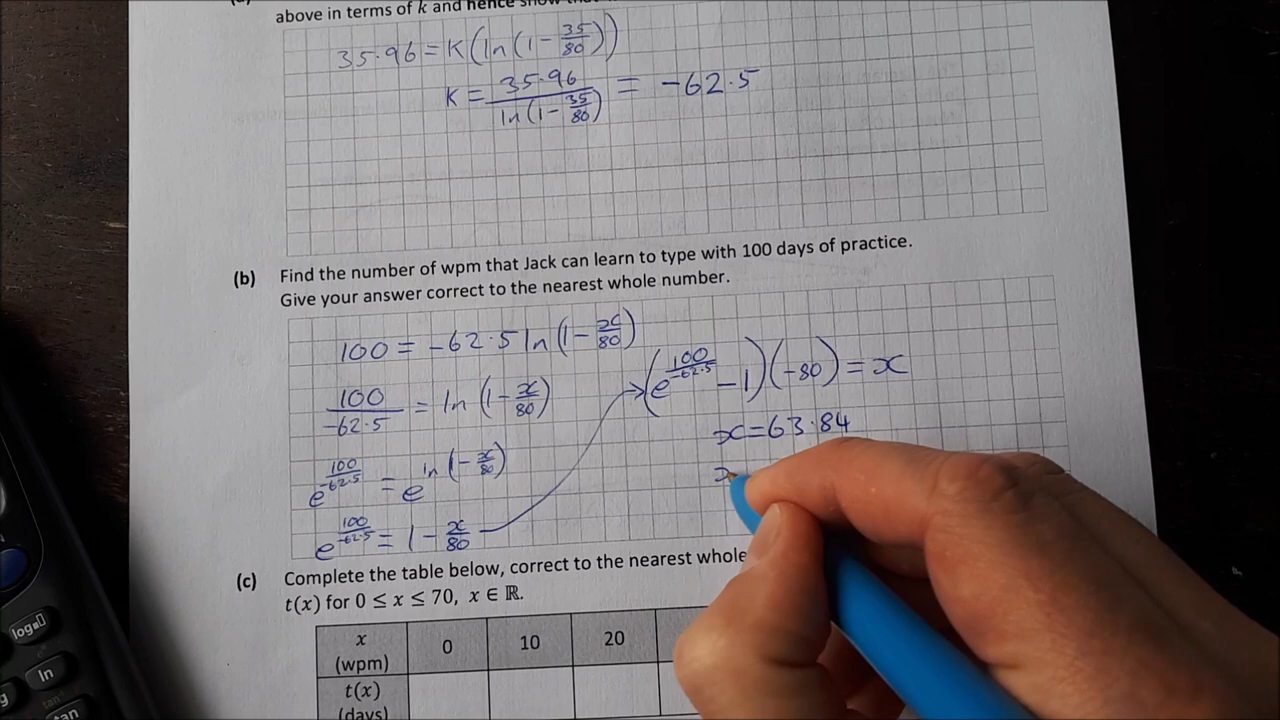 above in terms of k and hence show that
35.96 = K(ln(1 - 35/80))
K = 35.96/ln(1 - 35/80) = -62.5
(b) Find the number of wpm that Jack can learn to type with 100 days of practice.
Give your answer correct to the nearest whole number.
100 = -62.5 ln(1 - x/80)
100/-62.5 = ln(1 - x/80)
e^(100/-62.5) = e^ln(1 - x/80)
e^(100/-62.5) = 1 - x/80
(e^(100/-62.5) - 1)(-80) = x
x = 63.84
x
(c) Complete the table below, correct to the nearest whole
t(x) for 0 ≤ x ≤ 70, x ∈ ℝ.
x (wpm) 0 10 20
t(x) (days)
log
ln
tan